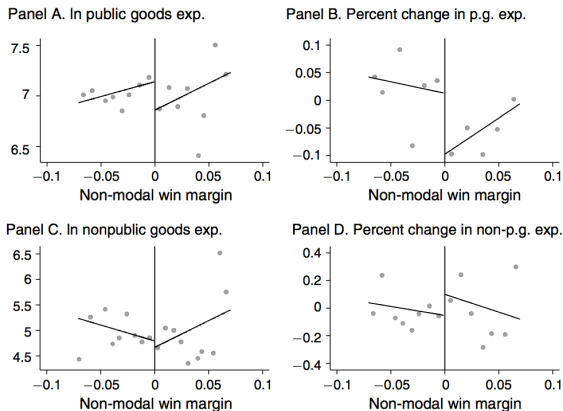 Panel A. ln public goods exp.
7.5
7
6.5
−0.1 −0.05 0 0.05 0.1
Non-modal win margin
Panel B. Percent change in p.g. exp.
0.1
0.05
0
−0.05
−0.1
−0.1 −0.05 0 0.05 0.1
Non-modal win margin
Panel C. ln nonpublic goods exp.
6.5
5.5
5
4.5
−0.1 −0.05 0 0.05 0.1
Non-modal win margin
Panel D. Percent change in non-p.g. exp.
0.4
0.2
0
−0.2
−0.4
−0.1 −0.05 0 0.05 0.1
Non-modal win margin